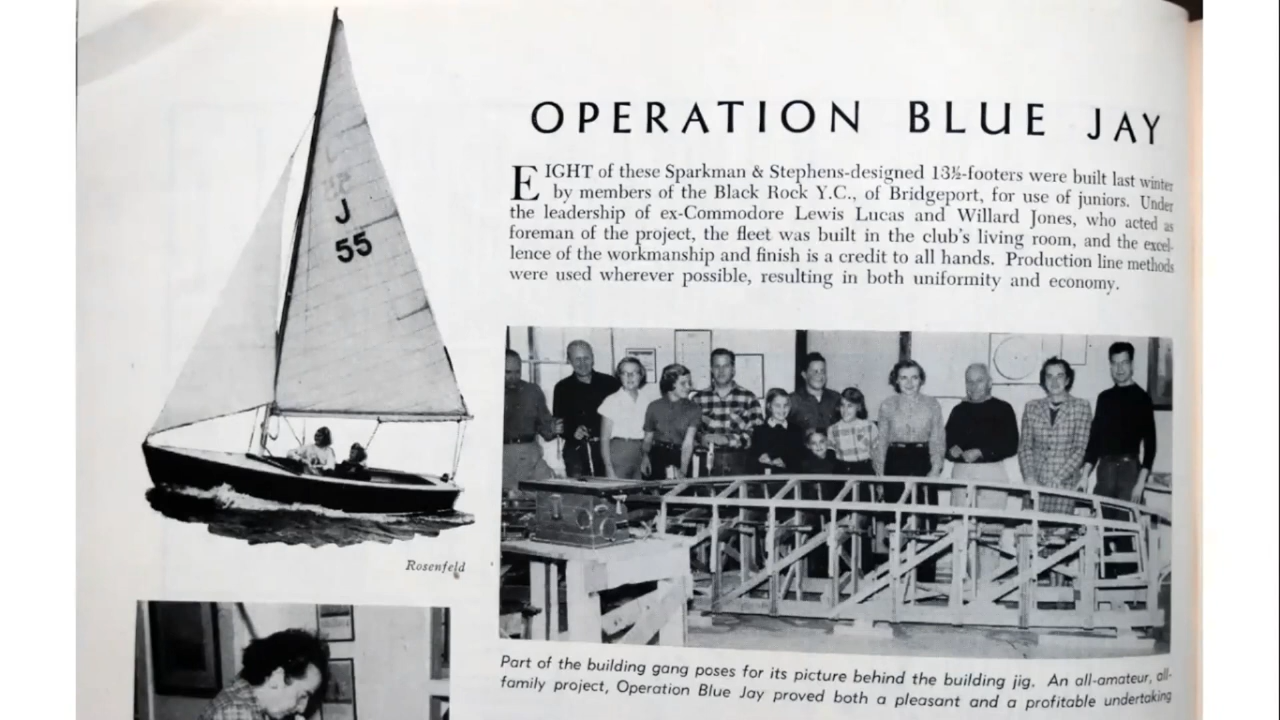 OPERATION BLUE JAY
EIGHT of these Sparkman & Stephens-designed 13½-footers were built last winter
by members of the Black Rock Y.C., of Bridgeport, for use of juniors. Under
the leadership of ex-Commodore Lewis Lucas and Willard Jones, who acted as
foreman of the project, the fleet was built in the club's living room, and the excel-
lence of the workmanship and finish is a credit to all hands. Production line methods
were used wherever possible, resulting in both uniformity and economy.
J
55
Rosenfeld
Part of the building gang poses for its picture behind the building jig. An all-amateur, all-
family project, Operation Blue Jay proved both a pleasant and a profitable undertaking